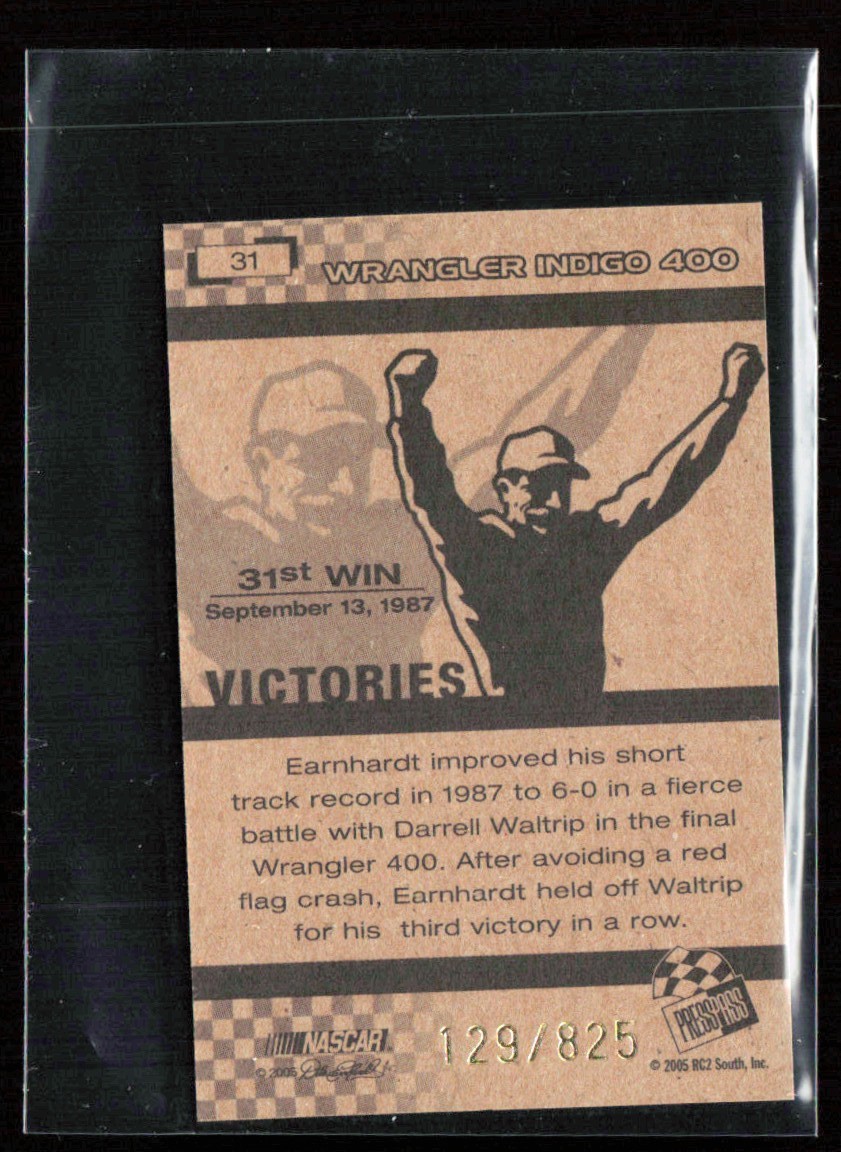 31
WRANGLER INDIGO 400
31st WIN
September 13, 1987
VICTORIES
Earnhardt improved his short
track record in 1987 to 6-0 in a fierce
battle with Darrell Waltrip in the final
Wrangler 400. After avoiding a red
flag crash, Earnhardt held off Waltrip
for his third victory in a row.
NASCAR
© 2005
129/825
PRESS PASS
© 2005 RC2 South, Inc.